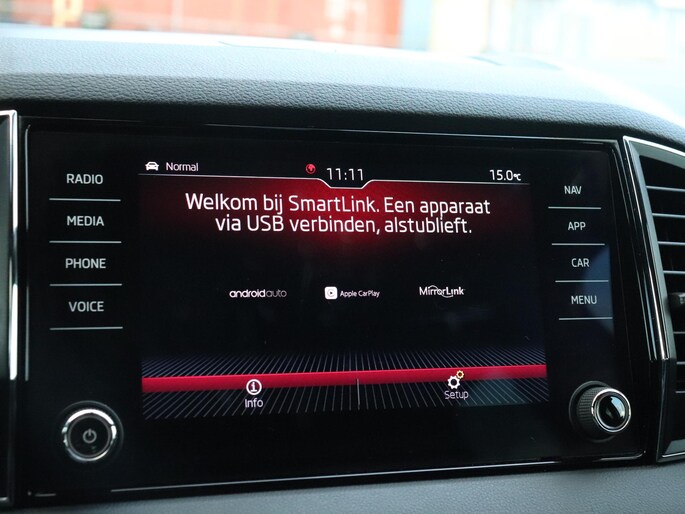 Normal 11:11 15.0°C
RADIO
MEDIA
PHONE
VOICE
Welkom bij SmartLink. Een apparaat
via USB verbinden, alstublieft.
androidauto Apple CarPlay MirrorLink
Info Setup
NAV
APP
CAR
MENU